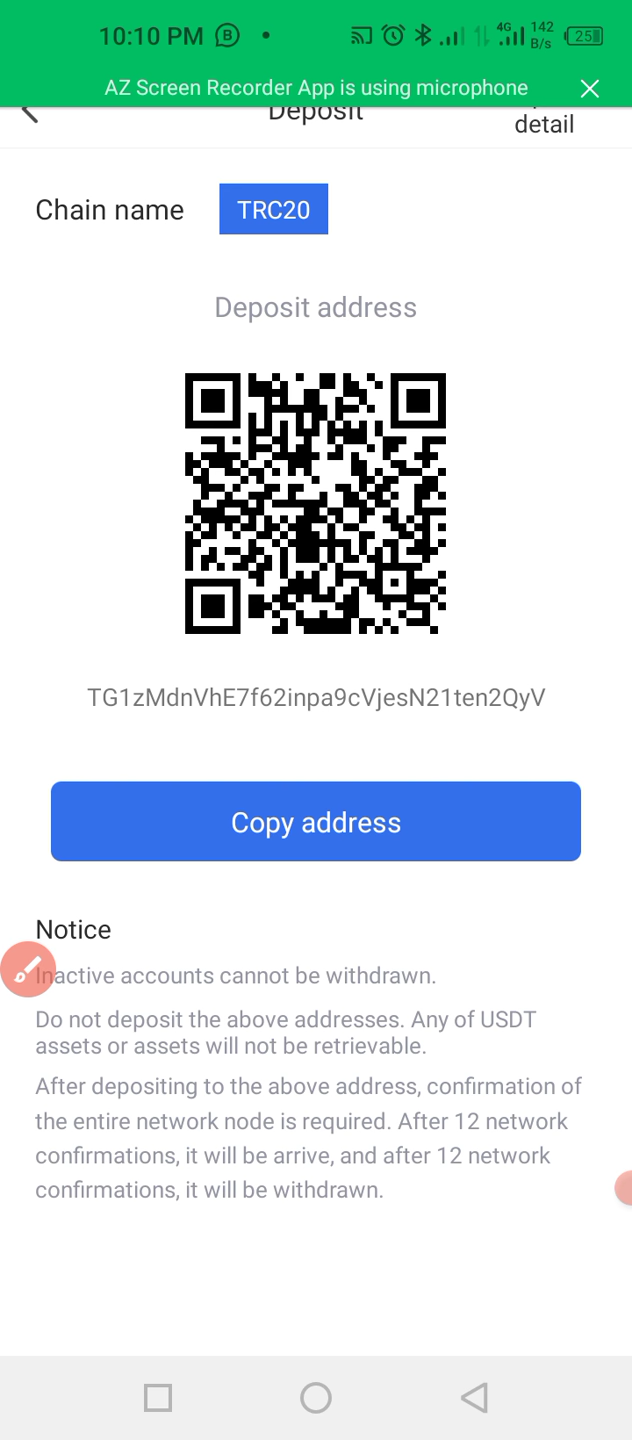 10:10 PM B 4G 142 B/s 25
AZ Screen Recorder App is using microphone
Deposit
detail
Chain name TRC20
Deposit address
TG1zMdnVhE7f62inpa9cVjesN21ten2QyV
Copy address
Notice
Inactive accounts cannot be withdrawn.
Do not deposit the above addresses. Any of USDT
assets or assets will not be retrievable.
After depositing to the above address, confirmation of
the entire network node is required. After 12 network
confirmations, it will be arrive, and after 12 network
confirmations, it will be withdrawn.